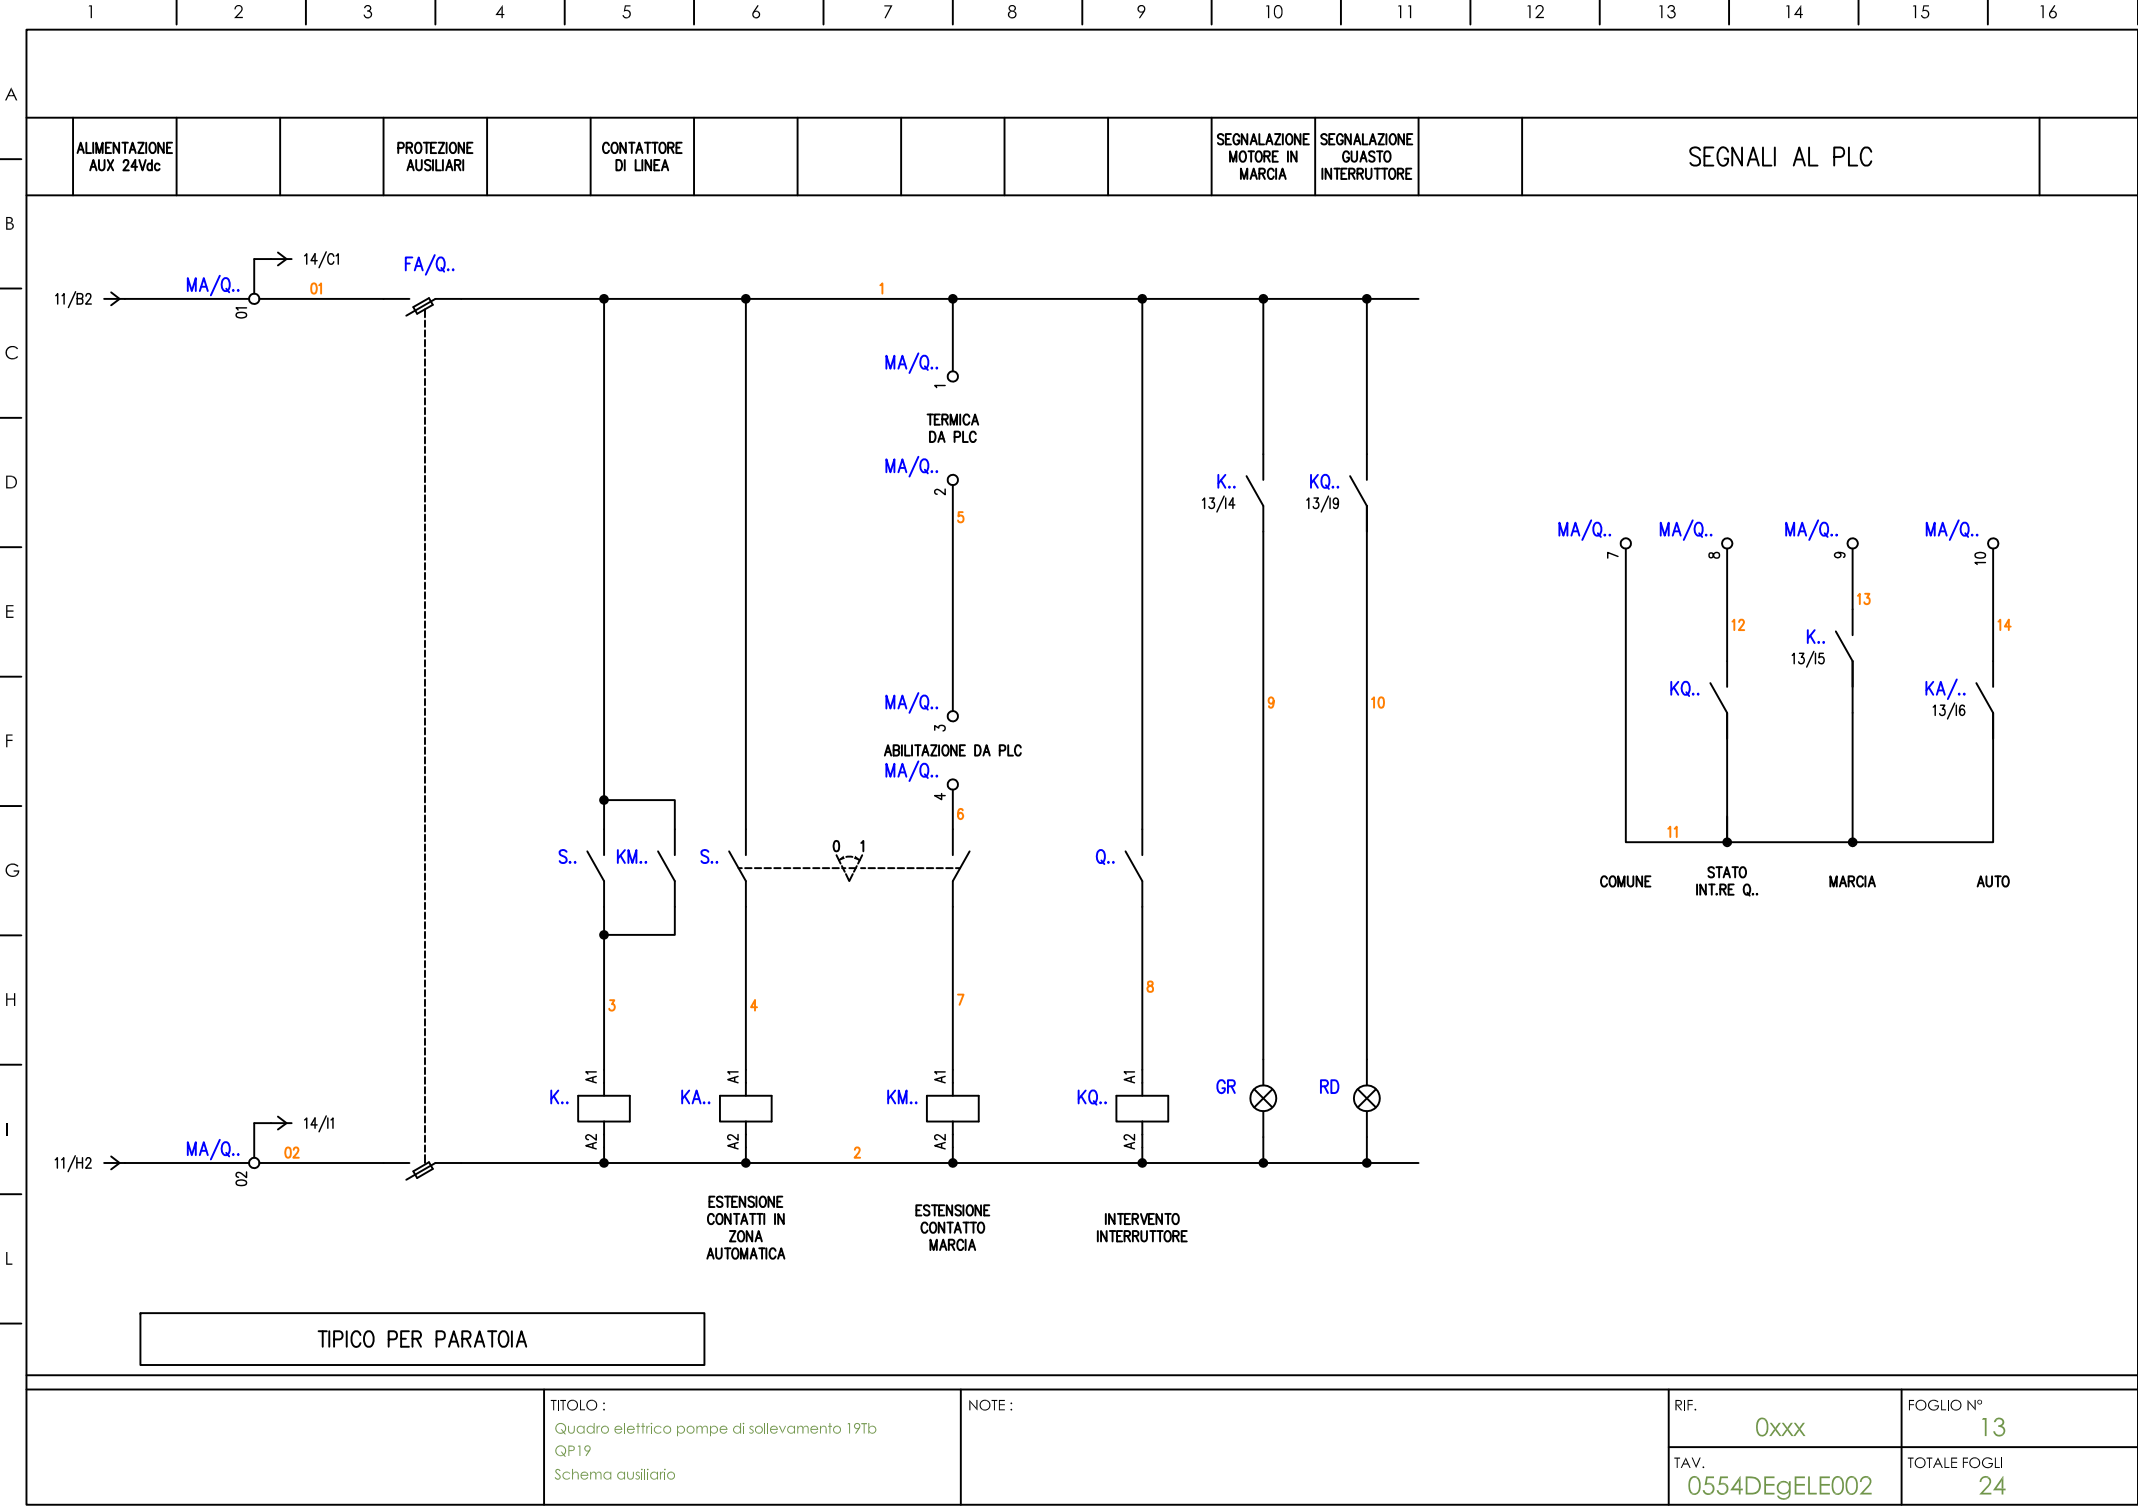 1 2 3 4 5 6 7 8 9 10 11 12 13 14 15 16
A
ALIMENTAZIONE
AUX 24Vdc
PROTEZIONE
AUSILIARI
CONTATTORE
DI LINEA
SEGNALAZIONE
MOTORE IN
MARCIA
SEGNALAZIONE
GUASTO
INTERRUTTORE
SEGNALI AL PLC
B
14/C1
FA/Q..
MA/Q..
01
1
11/B2
01
C
MA/Q..
1
TERMICA
DA PLC
D
MA/Q..
2
5
K..
13/I4
KQ..
13/I9
MA/Q.. MA/Q.. MA/Q.. MA/Q..
7 8 9 10
E
13
12
14
K..
13/I5
KQ..
KA/..
13/I6
MA/Q..
3
9
10
F
ABILITAZIONE DA PLC
MA/Q..
4
6
11
G
0 1
S.. KM.. S.. Q..
COMUNE
STATO
INT.RE Q..
MARCIA
AUTO
H
3
4
7
8
A1 A1 A1 A1
K.. KA.. KM.. KQ.. GR RD
A2 A2 A2 A2
I
14/I1
MA/Q..
02
2
11/H2
02
L
ESTENSIONE
CONTATTI IN
ZONA
AUTOMATICA
ESTENSIONE
CONTATTO
MARCIA
INTERVENTO
INTERRUTTORE
TIPICO PER PARATOIA
TITOLO :
Quadro elettrico pompe di sollevamento 19Tb
QP19
Schema ausiliario
NOTE :
RIF.
0xxx
FOGLIO N°
13
TAV.
0554DEgELE002
TOTALE FOGLI
24